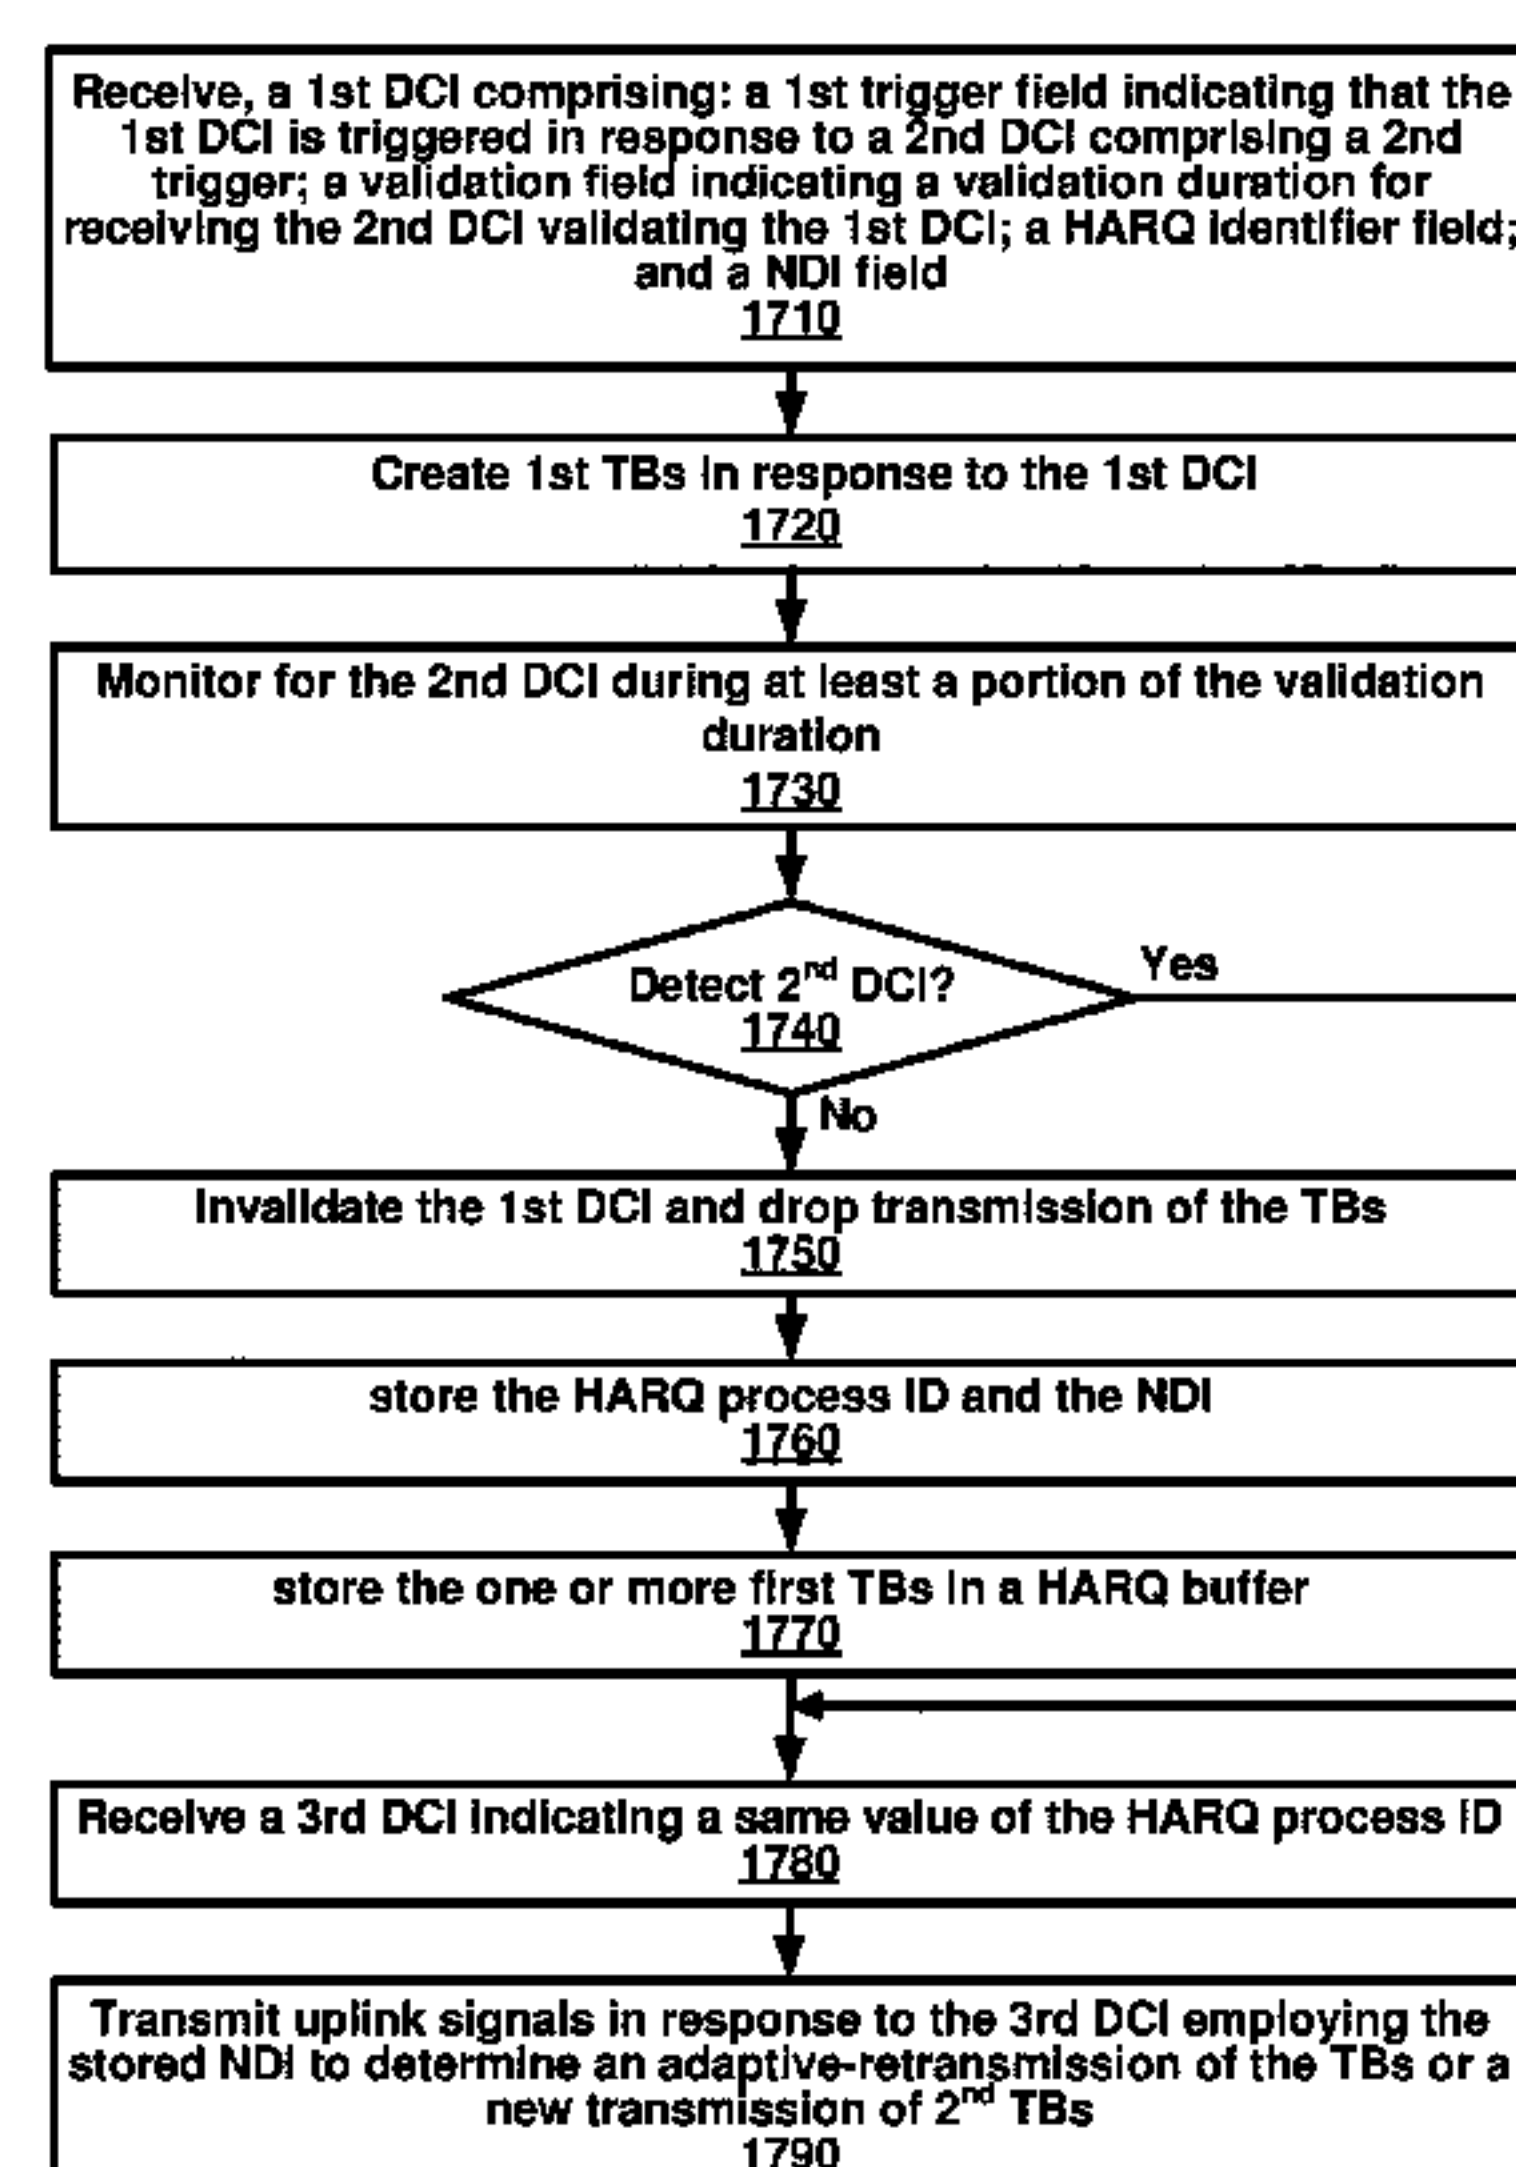 Receive, a 1st DCI comprising: a 1st trigger field indicating that the
1st DCI is triggered in response to a 2nd DCI comprising a 2nd
trigger; a validation field indicating a validation duration for
receiving the 2nd DCI validating the 1st DCI; a HARQ identifier field;
and a NDI field
1710
Create 1st TBs in response to the 1st DCI
1720
Monitor for the 2nd DCI during at least a portion of the validation
duration
1730
Detect 2nd DCI?
1740
Yes
No
Invalidate the 1st DCI and drop transmission of the TBs
1750
store the HARQ process ID and the NDI
1760
store the one or more first TBs in a HARQ buffer
1770
Receive a 3rd DCI indicating a same value of the HARQ process ID
1780
Transmit uplink signals in response to the 3rd DCI employing the
stored NDI to determine an adaptive-retransmission of the TBs or a
new transmission of 2nd TBs
1790